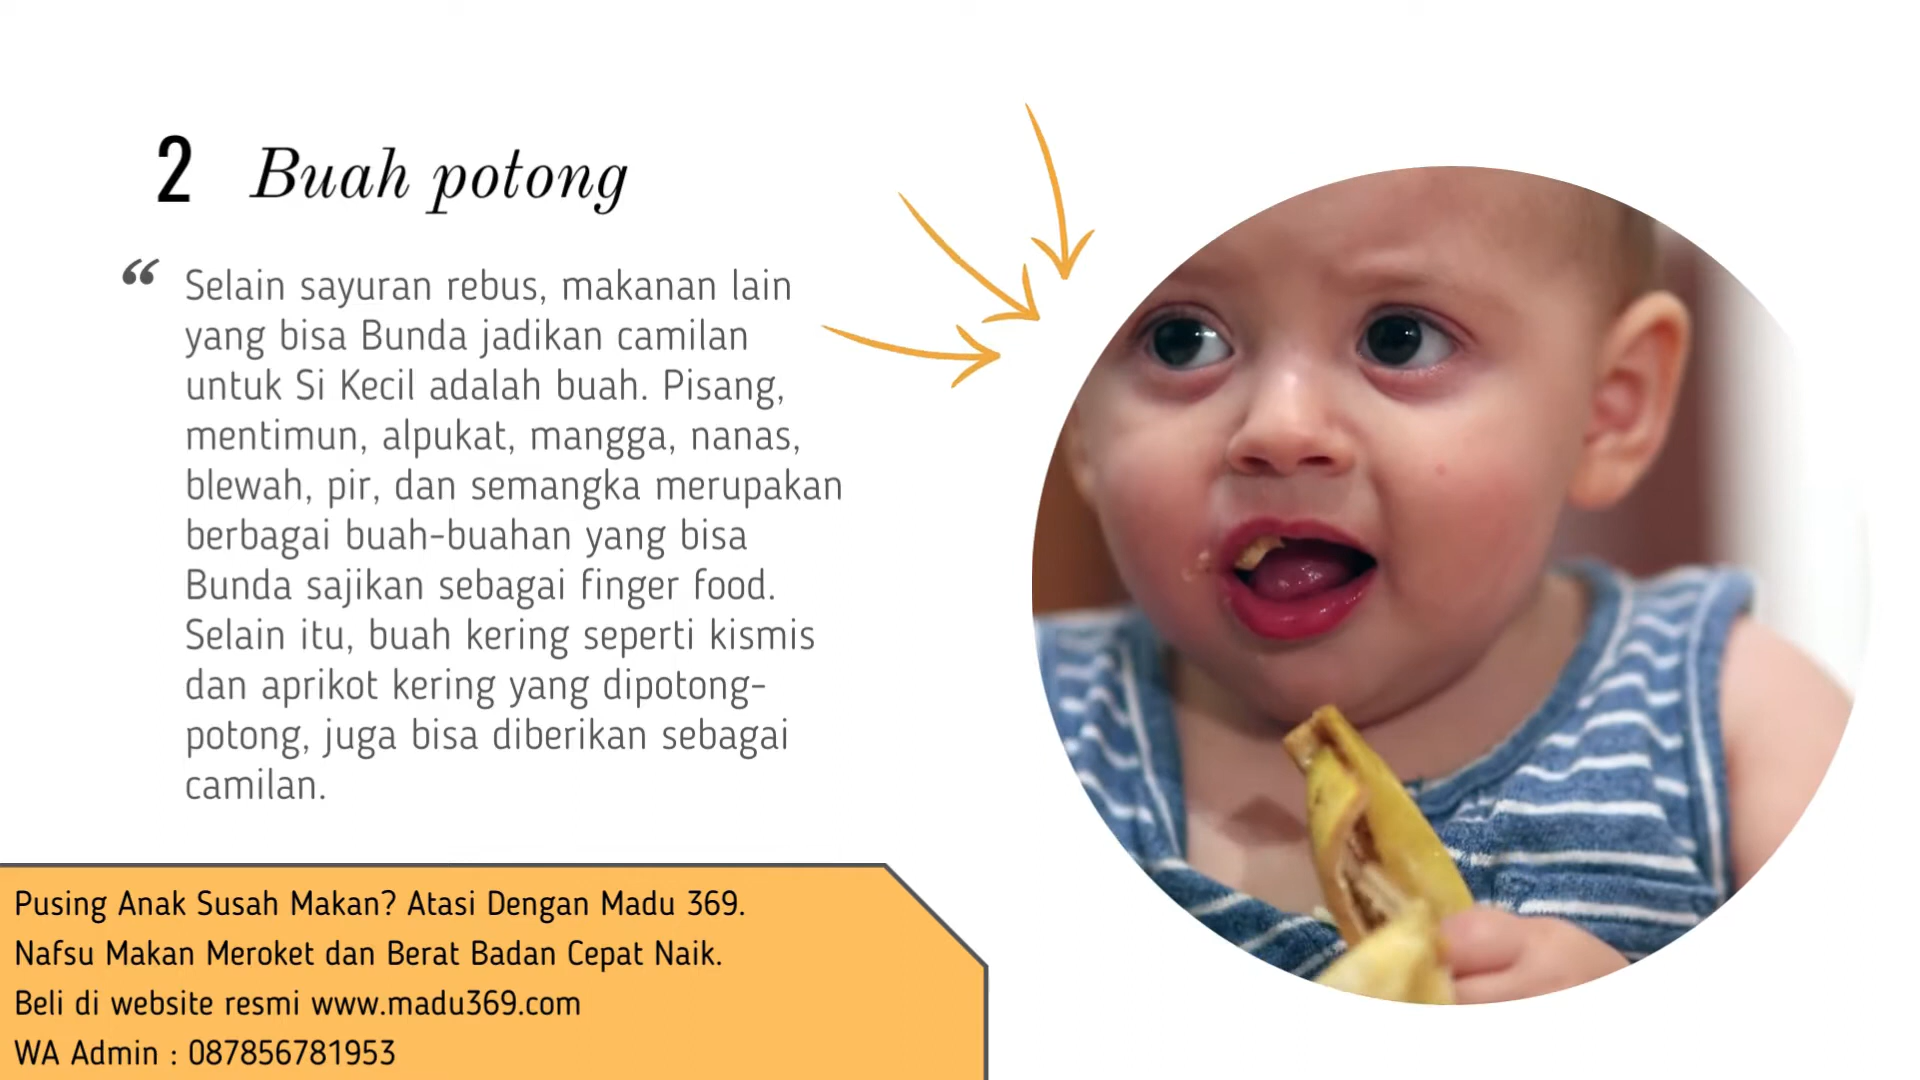 2 Buah potong
“ Selain sayuran rebus, makanan lain
yang bisa Bunda jadikan camilan
untuk Si Kecil adalah buah. Pisang,
mentimun, alpukat, mangga, nanas,
blewah, pir, dan semangka merupakan
berbagai buah-buahan yang bisa
Bunda sajikan sebagai finger food.
Selain itu, buah kering seperti kismis
dan aprikot kering yang dipotong-
potong, juga bisa diberikan sebagai
camilan.
Pusing Anak Susah Makan? Atasi Dengan Madu 369.
Nafsu Makan Meroket dan Berat Badan Cepat Naik.
Beli di website resmi www.madu369.com
WA Admin : 087856781953